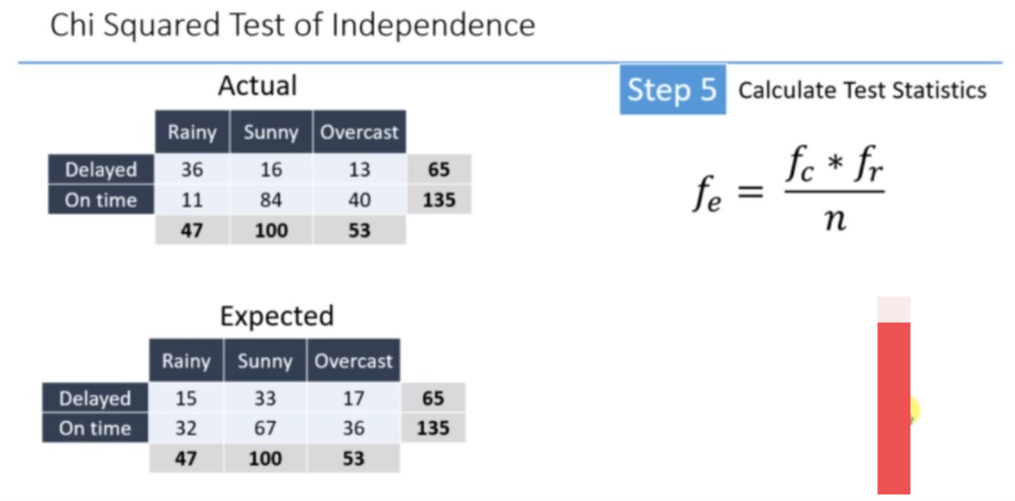 Chi Squared Test of Independence
Actual
Rainy Sunny Overcast
Delayed 36 16 13 65
On time 11 84 40 135
47 100 53
Step 5 Calculate Test Statistics
fₑ = f_c * f_r / n
Expected
Rainy Sunny Overcast
Delayed 15 33 17 65
On time 32 67 36 135
47 100 53